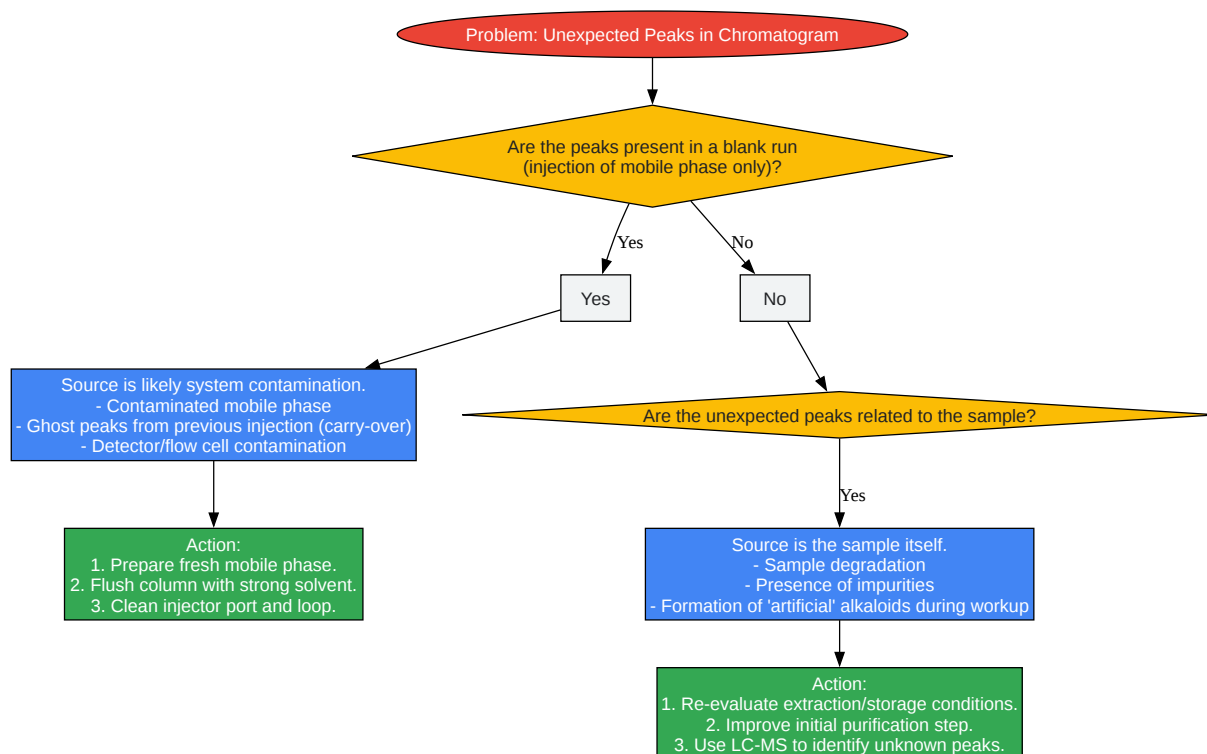 Problem: Unexpected Peaks in Chromatogram
Are the peaks present in a blank run
(injection of mobile phase only)?
Yes
No
Yes
No
Source is likely system contamination.
- Contaminated mobile phase
- Ghost peaks from previous injection (carry-over)
- Detector/flow cell contamination
Are the unexpected peaks related to the sample?
Yes
Action:
1. Prepare fresh mobile phase.
2. Flush column with strong solvent.
3. Clean injector port and loop.
Source is the sample itself.
- Sample degradation
- Presence of impurities
- Formation of 'artificial' alkaloids during workup
Action:
1. Re-evaluate extraction/storage conditions.
2. Improve initial purification step.
3. Use LC-MS to identify unknown peaks.